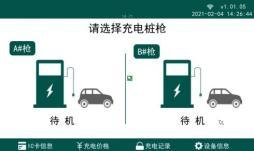 v1.01.05
2021-02-04 14:26:44
请选择充电桩枪
A#枪
B#枪
待 机
待 机
IC卡信息
¥充电价格
充电记录
设备信息